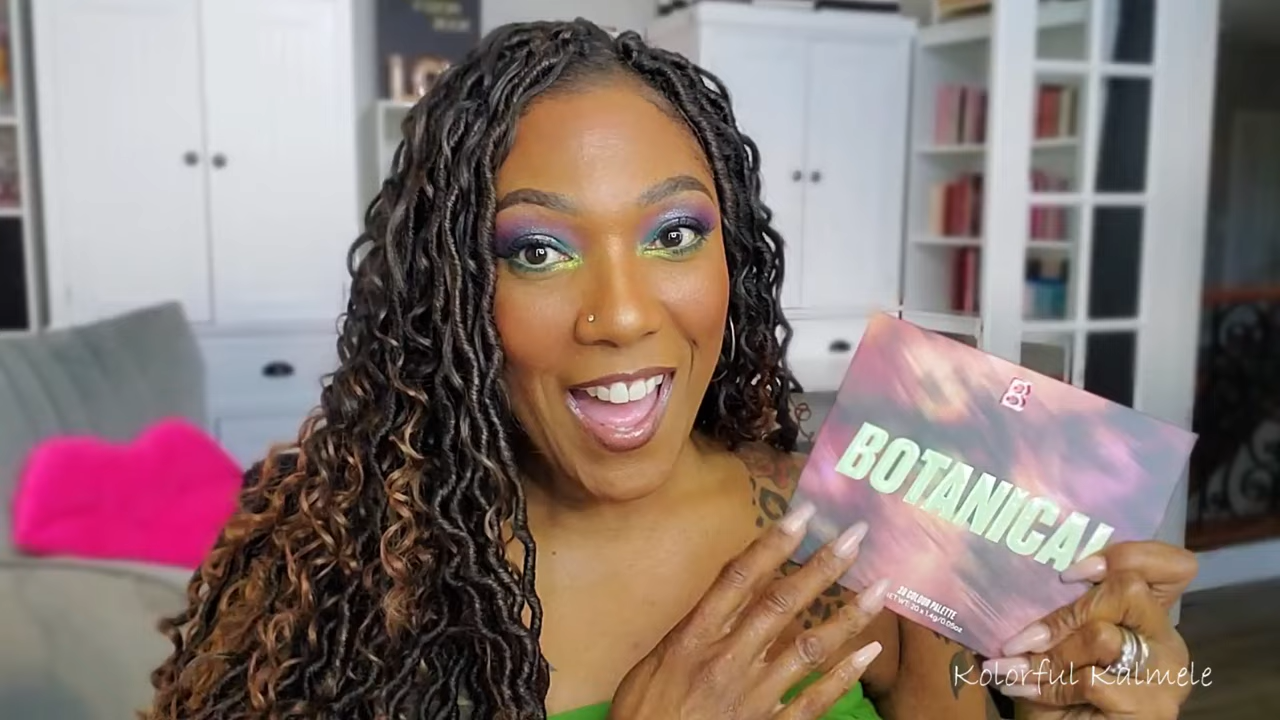 B
BOTANICAL
20 COLOUR PALETTE
NET WT: 20 x 1.4g/0.05oz
Kolorful Kalmele